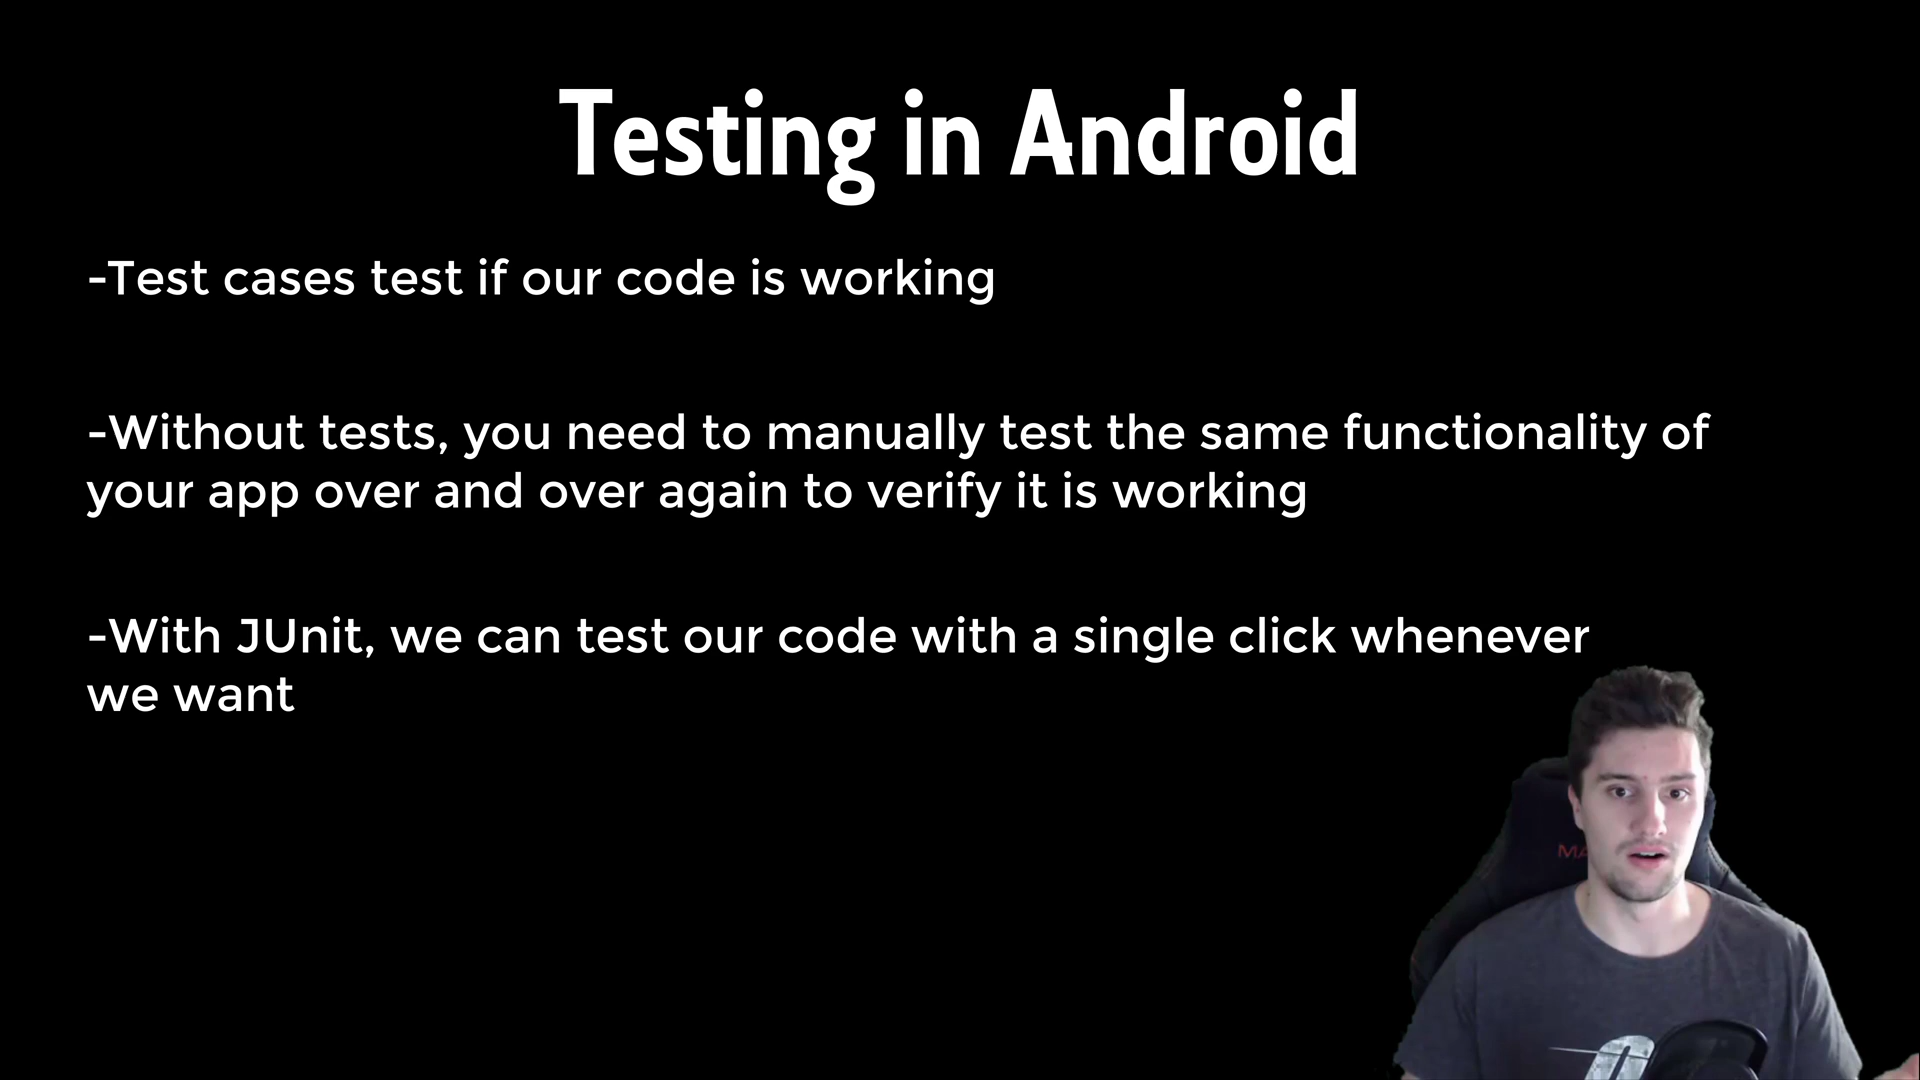 Testing in Android
-Test cases test if our code is working
-Without tests, you need to manually test the same functionality of
your app over and over again to verify it is working
-With JUnit, we can test our code with a single click whenever
we want